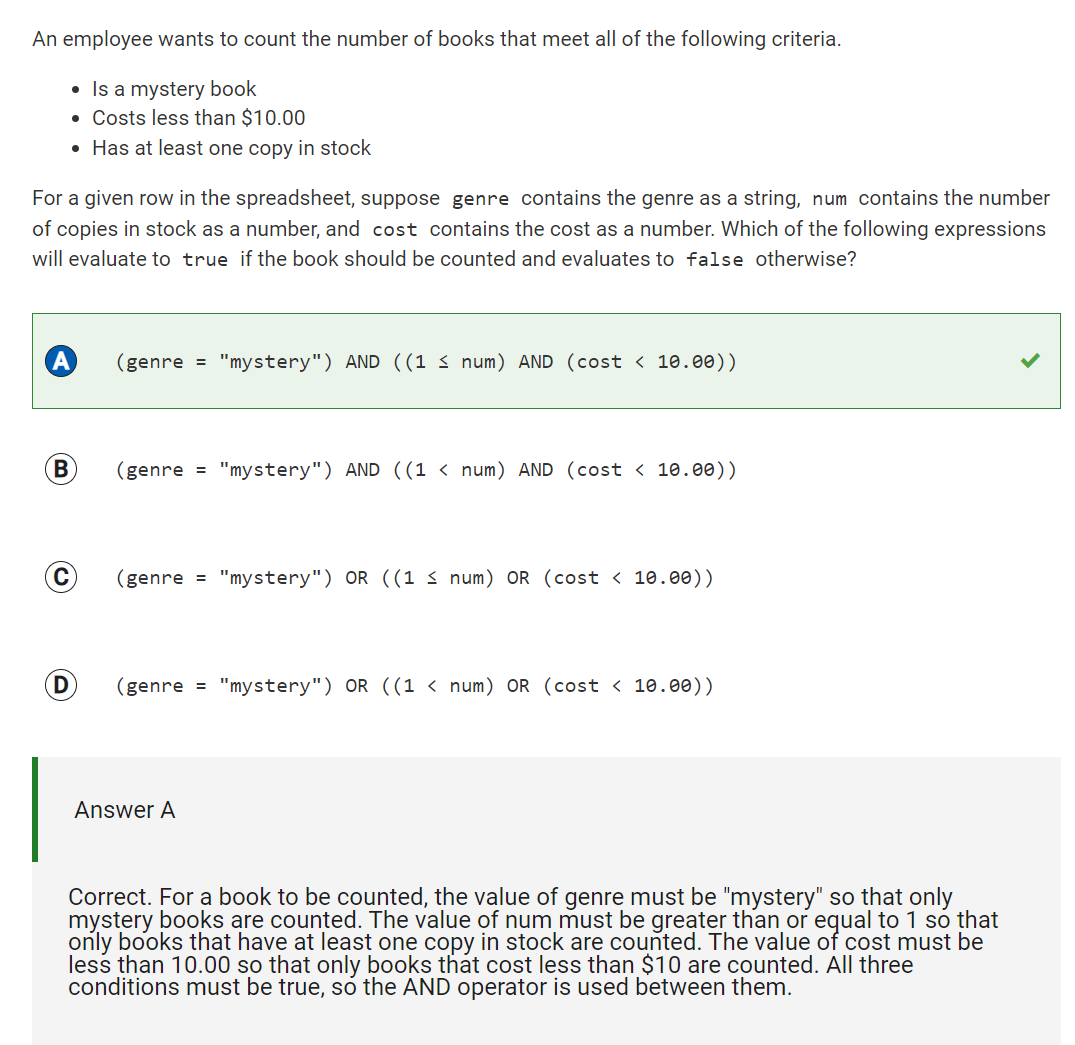 An employee wants to count the number of books that meet all of the following criteria.
• Is a mystery book
• Costs less than $10.00
• Has at least one copy in stock
For a given row in the spreadsheet, suppose genre contains the genre as a string, num contains the number
of copies in stock as a number, and cost contains the cost as a number. Which of the following expressions
will evaluate to true if the book should be counted and evaluates to false otherwise?
A (genre = "mystery") AND ((1 ≤ num) AND (cost < 10.00))
B (genre = "mystery") AND ((1 < num) AND (cost < 10.00))
C (genre = "mystery") OR ((1 ≤ num) OR (cost < 10.00))
D (genre = "mystery") OR ((1 < num) OR (cost < 10.00))
Answer A
Correct. For a book to be counted, the value of genre must be "mystery" so that only
mystery books are counted. The value of num must be greater than or equal to 1 so that
only books that have at least one copy in stock are counted. The value of cost must be
less than 10.00 so that only books that cost less than $10 are counted. All three
conditions must be true, so the AND operator is used between them.